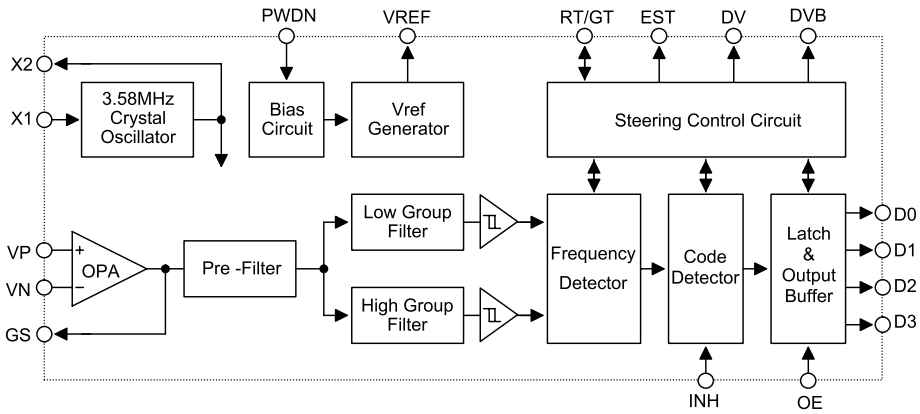 PWDN
VREF
RT/GT
EST
DV
DVB
X2
X1
3.58MHz
Crystal
Oscillator
Bias
Circuit
Vref
Generator
Steering Control Circuit
VP
VN
GS
+
−
OPA
Pre -Filter
Low Group
Filter
High Group
Filter
Frequency
Detector
Code
Detector
Latch
&
Output
Buffer
D0
D1
D2
D3
INH
OE